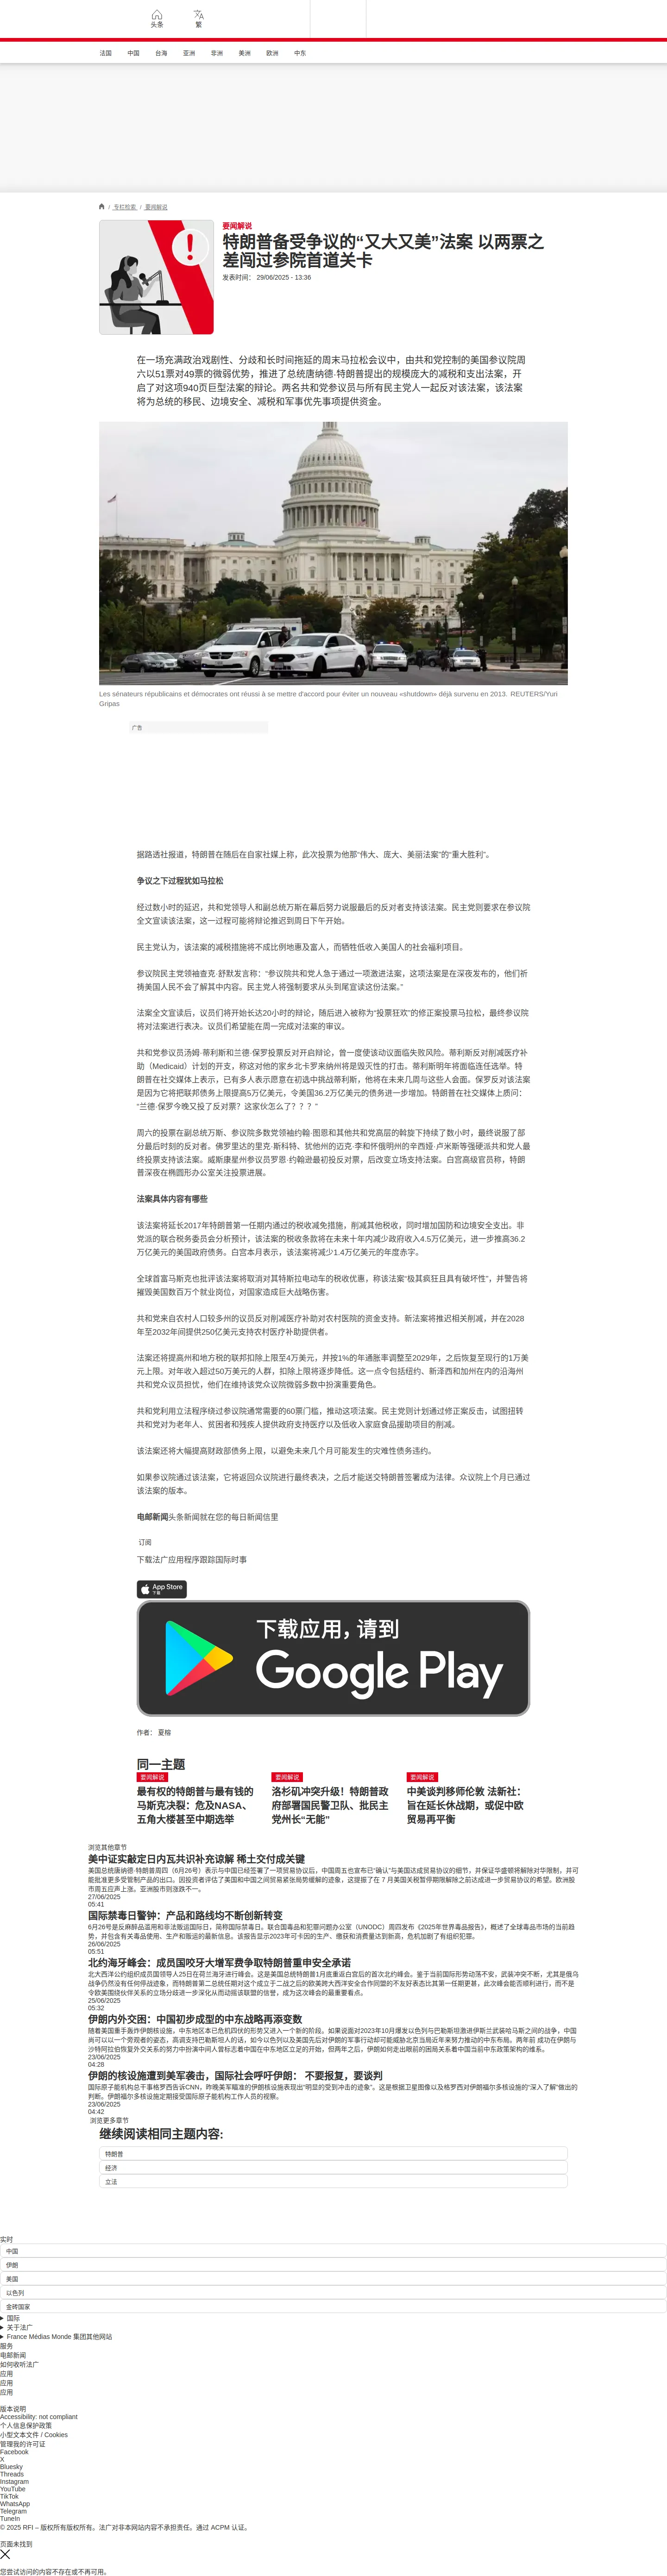 头条
繁
法国
中国
台海
亚洲
非洲
美洲
欧洲
中东
/ 专栏检索 / 要闻解说
要闻解说
特朗普备受争议的“又大又美”法案 以两票之
差闯过参院首道关卡
发表时间： 29/06/2025 - 13:36
在一场充满政治戏剧性、分歧和长时间拖延的周末马拉松会议中，由共和党控制的美国参议院周
六以51票对49票的微弱优势，推进了总统唐纳德·特朗普提出的规模庞大的减税和支出法案，开
启了对这项940页巨型法案的辩论。两名共和党参议员与所有民主党人一起反对该法案，该法案
将为总统的移民、边境安全、减税和军事优先事项提供资金。
Les sénateurs républicains et démocrates ont réussi à se mettre d'accord pour éviter un nouveau «shutdown» déjà survenu en 2013. REUTERS/Yuri
Gripas
广告
据路透社报道，特朗普在随后在自家社媒上称，此次投票为他那“伟大、庞大、美丽法案”的“重大胜利”。
争议之下过程犹如马拉松
经过数小时的延迟，共和党领导人和副总统万斯在幕后努力说服最后的反对者支持该法案。民主党则要求在参议院
全文宣读该法案，这一过程可能将辩论推迟到周日下午开始。
民主党认为，该法案的减税措施将不成比例地惠及富人，而牺牲低收入美国人的社会福利项目。
参议院民主党领袖查克·舒默发言称：“参议院共和党人急于通过一项激进法案，这项法案是在深夜发布的，他们祈
祷美国人民不会了解其中内容。民主党人将强制要求从头到尾宣读这份法案。”
法案全文宣读后，议员们将开始长达20小时的辩论，随后进入被称为“投票狂欢”的修正案投票马拉松，最终参议院
将对法案进行表决。议员们希望能在周一完成对法案的审议。
共和党参议员汤姆·蒂利斯和兰德·保罗投票反对开启辩论，曾一度使该动议面临失败风险。蒂利斯反对削减医疗补
助（Medicaid）计划的开支，称这对他的家乡北卡罗来纳州将是毁灭性的打击。蒂利斯明年将面临连任选举。特
朗普在社交媒体上表示，已有多人表示愿意在初选中挑战蒂利斯，他将在未来几周与这些人会面。保罗反对该法案
是因为它将把联邦债务上限提高5万亿美元，令美国36.2万亿美元的债务进一步增加。特朗普在社交媒体上质问：
“兰德·保罗今晚又投了反对票？这家伙怎么了？？？”
周六的投票在副总统万斯、参议院多数党领袖约翰·图恩和其他共和党高层的斡旋下持续了数小时，最终说服了部
分最后时刻的反对者。佛罗里达的里克·斯科特、犹他州的迈克·李和怀俄明州的辛西娅·卢米斯等强硬派共和党人最
终投票支持该法案。威斯康星州参议员罗恩·约翰逊最初投反对票，后改变立场支持法案。白宫高级官员称，特朗
普深夜在椭圆形办公室关注投票进展。
法案具体内容有哪些
该法案将延长2017年特朗普第一任期内通过的税收减免措施，削减其他税收，同时增加国防和边境安全支出。非
党派的联合税务委员会分析预计，该法案的税收条款将在未来十年内减少政府收入4.5万亿美元，进一步推高36.2
万亿美元的美国政府债务。白宫本月表示，该法案将减少1.4万亿美元的年度赤字。
全球首富马斯克也批评该法案将取消对其特斯拉电动车的税收优惠，称该法案“极其疯狂且具有破坏性”，并警告将
摧毁美国数百万个就业岗位，对国家造成巨大战略伤害。
共和党来自农村人口较多州的议员反对削减医疗补助对农村医院的资金支持。新法案将推迟相关削减，并在2028
年至2032年间提供250亿美元支持农村医疗补助提供者。
法案还将提高州和地方税的联邦扣除上限至4万美元，并按1%的年通胀率调整至2029年，之后恢复至现行的1万美
元上限。对年收入超过50万美元的人群，扣除上限将逐步降低。这一点令包括纽约、新泽西和加州在内的沿海州
共和党众议员担忧，他们在维持该党众议院微弱多数中扮演重要角色。
共和党利用立法程序绕过参议院通常需要的60票门槛，推动这项法案。民主党则计划通过修正案反击，试图扭转
共和党对为老年人、贫困者和残疾人提供政府支持医疗以及低收入家庭食品援助项目的削减。
该法案还将大幅提高财政部债务上限，以避免未来几个月可能发生的灾难性债务违约。
如果参议院通过该法案，它将返回众议院进行最终表决，之后才能送交特朗普签署成为法律。众议院上个月已通过
该法案的版本。
电邮新闻头条新闻就在您的每日新闻信里
订阅
下载法广应用程序跟踪国际时事
App Store
下载
下载应用，请到
Google Play
作者： 夏榕
同一主题
要闻解说
最有权的特朗普与最有钱的
马斯克决裂：危及NASA、
五角大楼甚至中期选举
要闻解说
洛杉矶冲突升级！特朗普政
府部署国民警卫队、批民主
党州长“无能”
要闻解说
中美谈判移师伦敦 法新社：
旨在延长休战期，或促中欧
贸易再平衡
浏览其他章节
美中证实敲定日内瓦共识补充谅解 稀土交付成关键
美国总统唐纳德·特朗普周四（6月26号）表示与中国已经签署了一项贸易协议后，中国周五也宣布已“确认”与美国达成贸易协议的细节，并保证华盛顿将解除对华限制，并可
能批准更多受管制产品的出口。因投资者评估了美国和中国之间贸易紧张局势缓解的迹象，这提振了在 7 月美国关税暂停期限解除之前达成进一步贸易协议的希望，欧洲股
市周五应声上涨。亚洲股市则涨跌不一。
27/06/2025
05:41
国际禁毒日警钟：产品和路线均不断创新转变
6月26号是反麻醉品滥用和非法贩运国际日，简称国际禁毒日。联合国毒品和犯罪问题办公室（UNODC）周四发布《2025年世界毒品报告》，概述了全球毒品市场的当前趋
势，并包含有关毒品使用、生产和贩运的最新信息。该报告显示2023年可卡因的生产、缴获和消费量达到新高，危机加剧了有组织犯罪。
26/06/2025
05:51
北约海牙峰会：成员国咬牙大增军费争取特朗普重申安全承诺
北大西洋公约组织成员国领导人25日在荷兰海牙进行峰会。这是美国总统特朗普1月底重返白宫后的首次北约峰会。鉴于当前国际形势动荡不安，武装冲突不断，尤其是俄乌
战争仍然没有任何停战迹象，而特朗普第二总统任期对这个成立于二战之后的跨欧美跨大西洋安全合作同盟的不友好表态比其第一任期更甚，此次峰会能否顺利进行，而不是
令欧美国绕伙伴关系的立场分歧进一步深化从而动摇该联盟的信誉，成为这次峰会的最重要看点。
25/06/2025
05:32
伊朗内外交困：中国初步成型的中东战略再添变数
随着美国重手轰炸伊朗核设施，中东地区本已危机四伏的形势又进入一个新的阶段。如果说面对2023年10月爆发以色列与巴勒斯坦激进伊斯兰武装哈马斯之间的战争，中国
尚可以以一个旁观者的姿态，高调支持巴勒斯坦人的话，如今以色列以及美国先后对伊朗的军事行动却可能威胁北京当局近年来努力推动的中东布局。两年前 成功在伊朗与
沙特阿拉伯恢复外交关系的努力中扮演中间人曾标志着中国在中东地区立足的开始，但两年之后，伊朗如何走出眼前的困局关系着中国当前中东政策架构的维系。
23/06/2025
04:28
伊朗的核设施遭到美军袭击，国际社会呼吁伊朗： 不要报复，要谈判
国际原子能机构总干事格罗西告诉CNN，昨晚美军瞄准的伊朗核设施表现出“明显的受到冲击的迹象”。这是根据卫星图像以及格罗西对伊朗福尔多核设施的“深入了解”做出的
判断。伊朗福尔多核设施定期接受国际原子能机构工作人员的视察。
23/06/2025
04:42
浏览更多章节
继续阅读相同主题内容:
特朗普
经济
立法
实时
中国
伊朗
美国
以色列
金砖国家
国际
关于法广
France Médias Monde 集团其他网站
服务
电邮新闻
如何收听法广
应用
应用
应用
版本说明
Accessibility: not compliant
个人信息保护政策
小型文本文件 / Cookies
管理我的许可证
Facebook
X
Bluesky
Threads
Instagram
YouTube
TikTok
WhatsApp
Telegram
TuneIn
© 2025 RFI – 版权所有版权所有。法广对非本网站内容不承担责任。通过 ACPM 认证。
页面未找到
您尝试访问的内容不存在或不再可用。